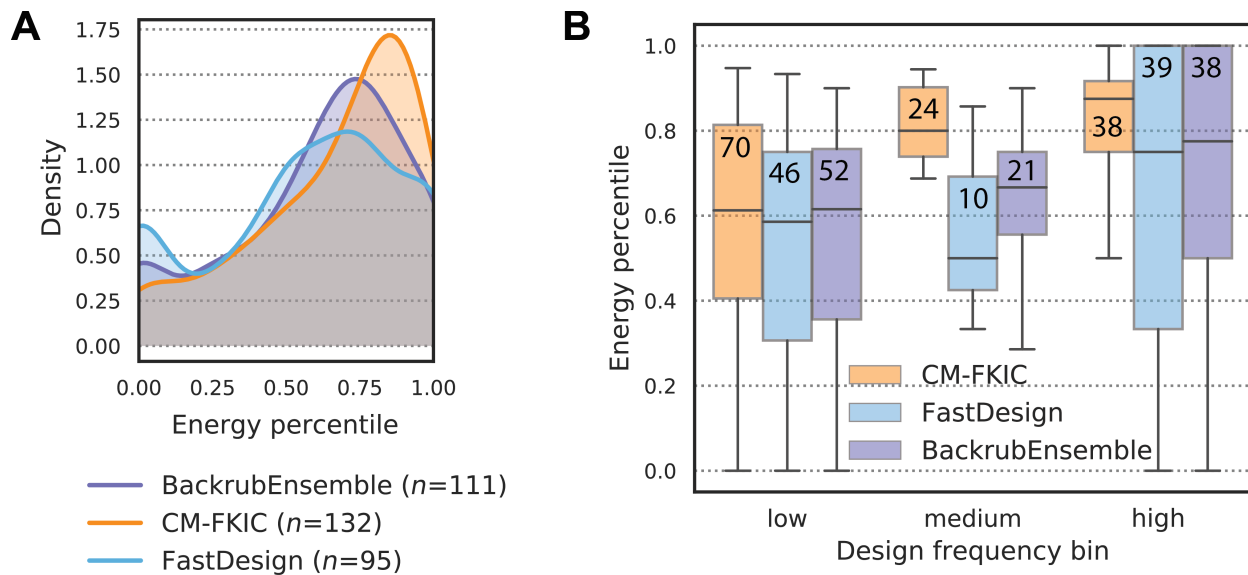 A
1.75
1.50
1.25
1.00
0.75
0.50
0.25
0.00
Density
0.00 0.25 0.50 0.75 1.00
Energy percentile
BackrubEnsemble (n=111)
CM-FKIC (n=132)
FastDesign (n=95)
B
1.0
0.8
0.6
0.4
0.2
0.0
Energy percentile
70 46 52
24 10 21
38 39 38
CM-FKIC
FastDesign
BackrubEnsemble
low medium high
Design frequency bin